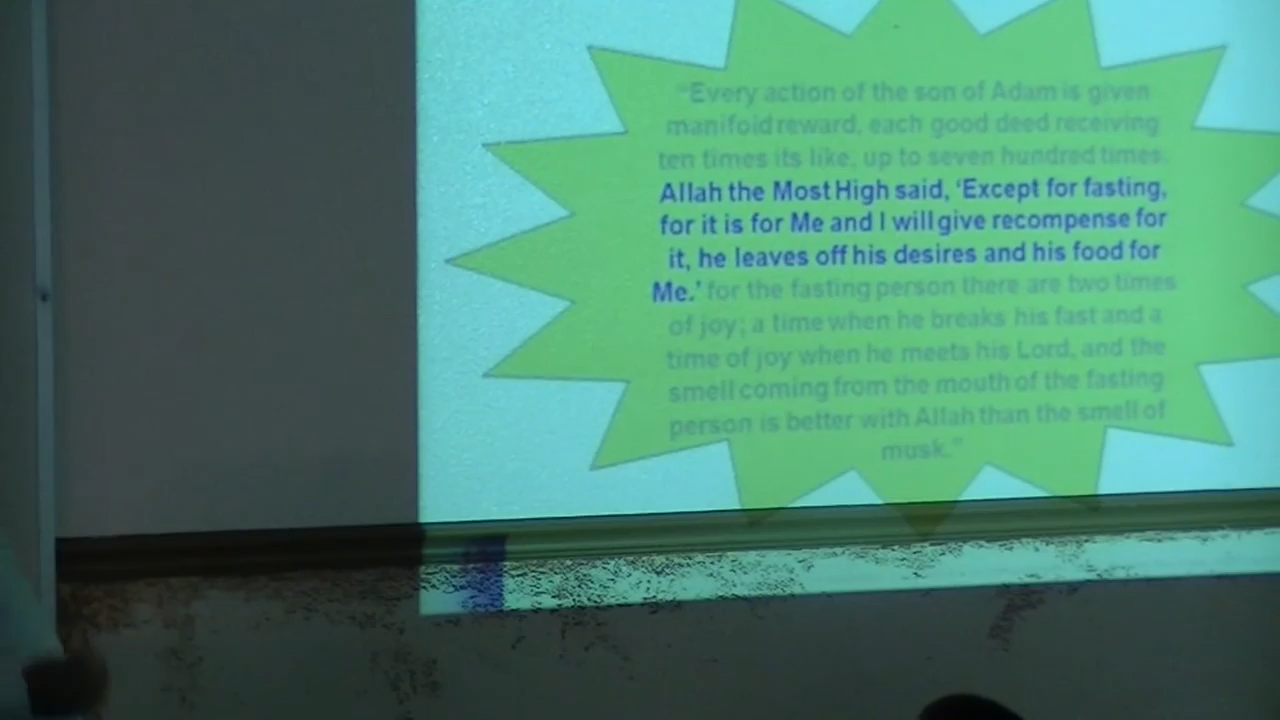 "Every action of the son of Adam is given
manifold reward, each good deed receiving
ten times its like, up to seven hundred times.
Allah the Most High said, 'Except for fasting,
for it is for Me and I will give recompense for
it, he leaves off his desires and his food for
Me.' for the fasting person there are two times
of joy; a time when he breaks his fast and a
time of joy when he meets his Lord, and the
smell coming from the mouth of the fasting
person is better with Allah than the smell of
musk."